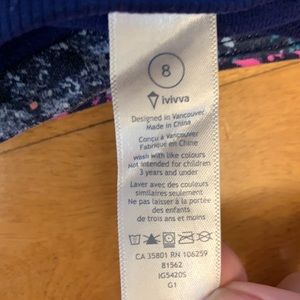 8
ivivva
Designed in Vancouver
Made in China
Conçu à Vancouver
Fabriqué en Chine
wash with like colours
Not intended for children
3 years and under
Laver avec des couleurs
similaires seulement
Ne pas laisser à la portée
des enfants
de trois ans et moins
CA 35801 RN 106259
81562
IG5420S
G1